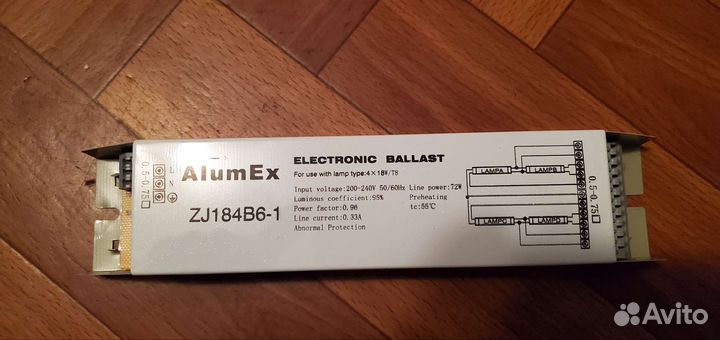 AlumEx
ZJ184B6-1
0.5-0.75
L
N
ELECTRONIC BALLAST
For use with lamp type:4×18W/T8
Input voltage:200-240V 50/60Hz Line power:72W
Luminous coefficient:95% Preheating
Power factor:0.96 tc:55℃
Line current:0.33A
Abnormal Protection
LAMPA LAMPB
LAMPC LAMPD
0.5-0.75
Avito